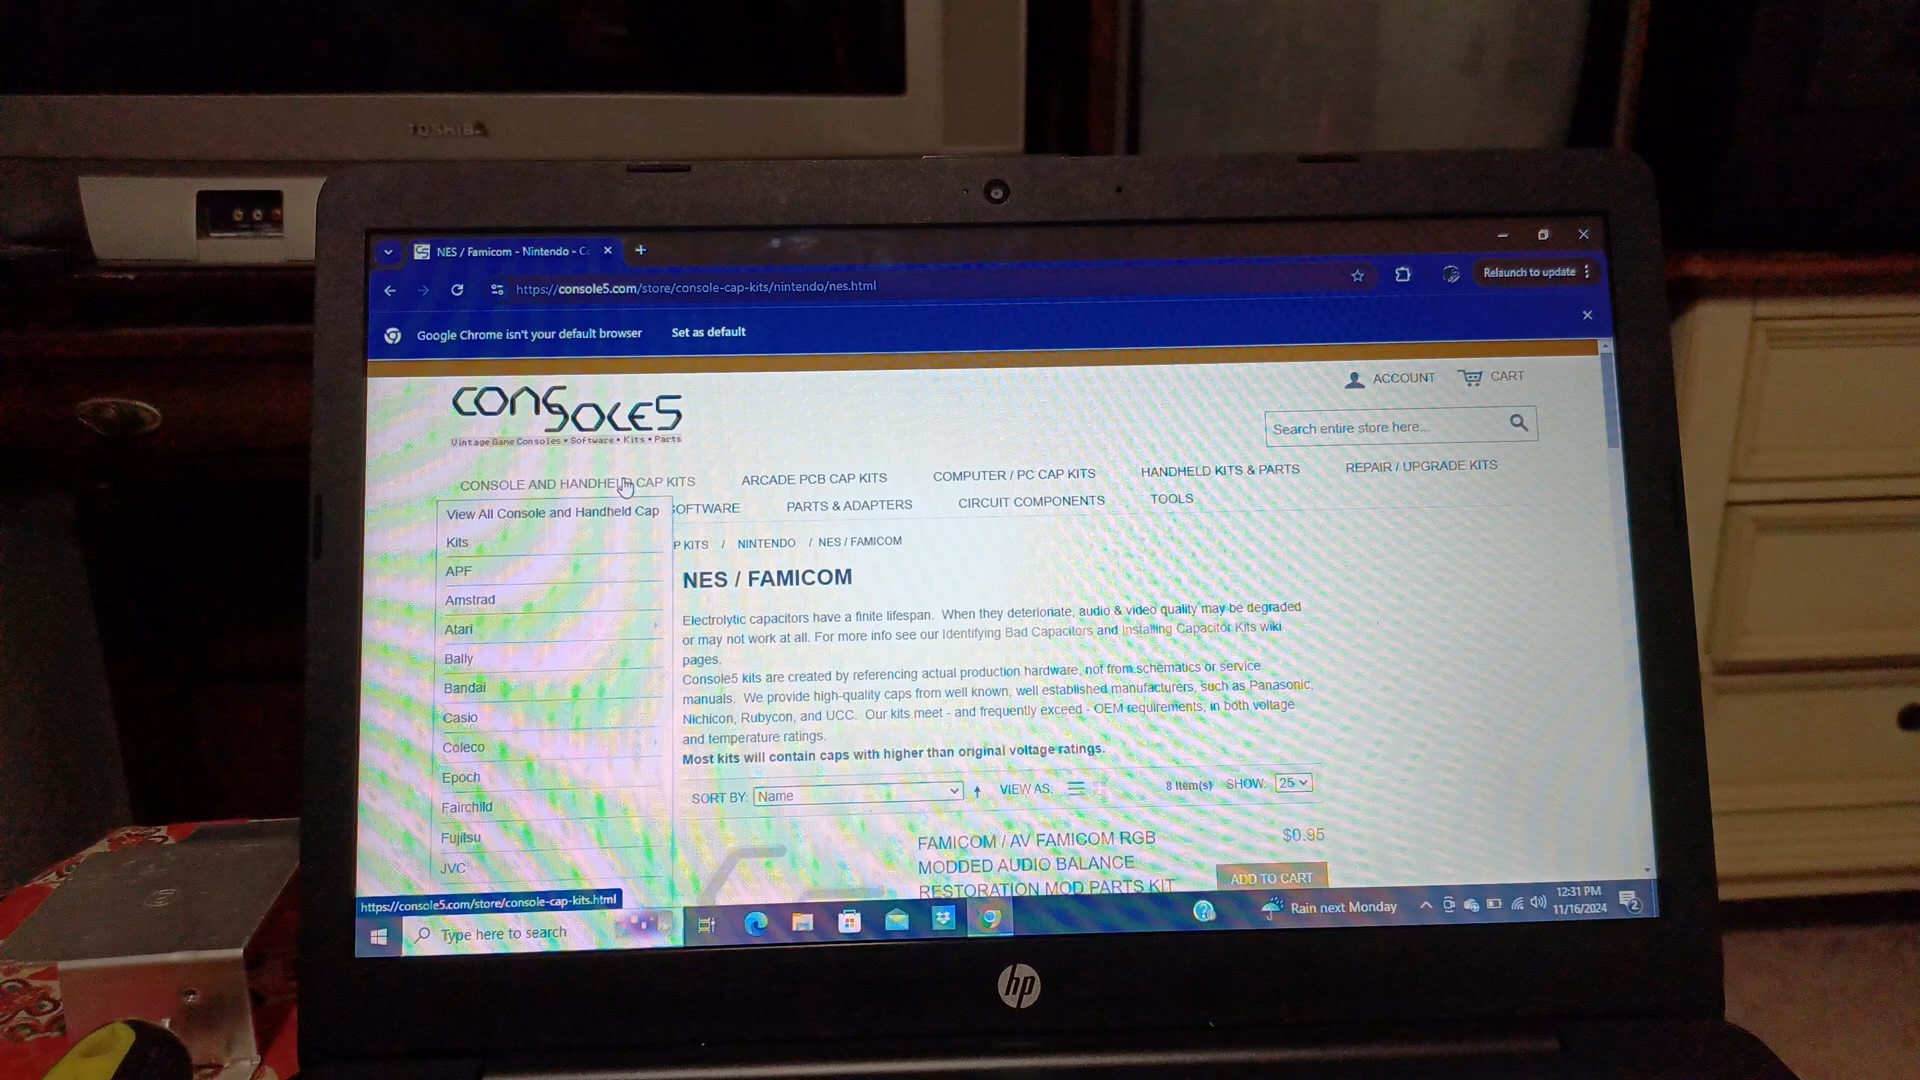 TOSHIBA
NES / Famicom - Nintendo - Co
https://console5.com/store/console-cap-kits/nintendo/nes.html
Relaunch to update
Google Chrome isn't your default browser
Set as default
CONSOLE5
Vintage Game Consoles • Software • Kits • Parts
ACCOUNT
CART
Search entire store here...
CONSOLE AND HANDHELD CAP KITS
ARCADE PCB CAP KITS
COMPUTER / PC CAP KITS
HANDHELD KITS & PARTS
REPAIR / UPGRADE KITS
SOFTWARE
PARTS & ADAPTERS
CIRCUIT COMPONENTS
TOOLS
View All Console and Handheld Cap
Kits
APF
Amstrad
Atari
Bally
Bandai
Casio
Coleco
Epoch
Fairchild
Fujitsu
JVC
P KITS / NINTENDO / NES / FAMICOM
NES / FAMICOM
Electrolytic capacitors have a finite lifespan. When they deteriorate, audio & video quality may be degraded
or may not work at all. For more info see our Identifying Bad Capacitors and Installing Capacitor Kits wiki
pages.
Console5 kits are created by referencing actual production hardware, not from schematics or service
manuals. We provide high-quality caps from well known, well established manufacturers, such as Panasonic,
Nichicon, Rubycon, and UCC. Our kits meet - and frequently exceed - OEM requirements, in both voltage
and temperature ratings.
Most kits will contain caps with higher than original voltage ratings.
SORT BY: Name
VIEW AS:
8 Item(s)
SHOW: 25
FAMICOM / AV FAMICOM RGB
MODDED AUDIO BALANCE
RESTORATION MOD PARTS KIT
$0.95
ADD TO CART
https://console5.com/store/console-cap-kits.html
Type here to search
Rain next Monday
12:31 PM
11/16/2024
2
hp